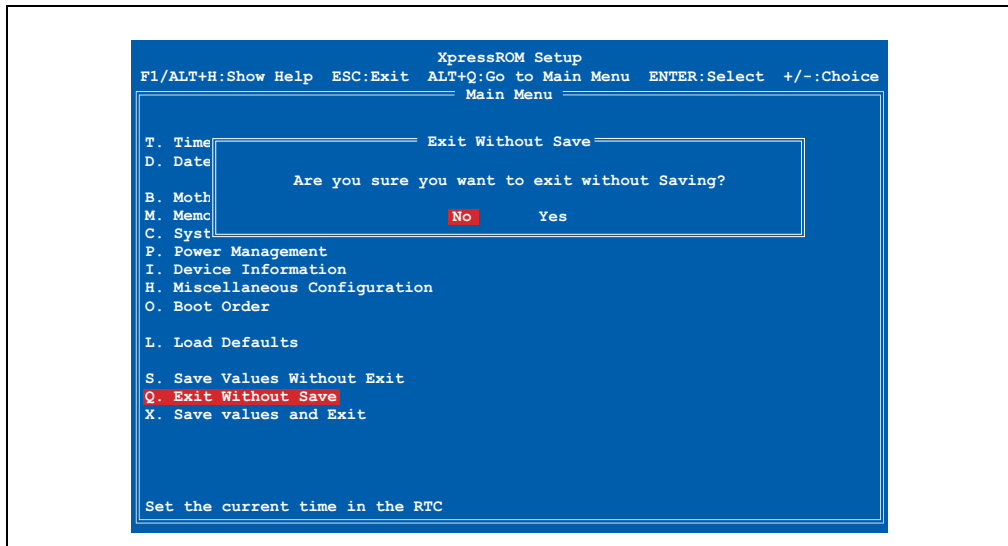 XpressROM Setup
F1/ALT+H:Show Help ESC:Exit ALT+Q:Go to Main Menu ENTER:Select +/-:Choice
Main Menu
T. Time
Exit Without Save
D. Date
Are you sure you want to exit without Saving?
B. Moth
M. Memo
No Yes
C. Syst
P. Power Management
I. Device Information
H. Miscellaneous Configuration
O. Boot Order
L. Load Defaults
S. Save Values Without Exit
Q. Exit Without Save
X. Save values and Exit
Set the current time in the RTC